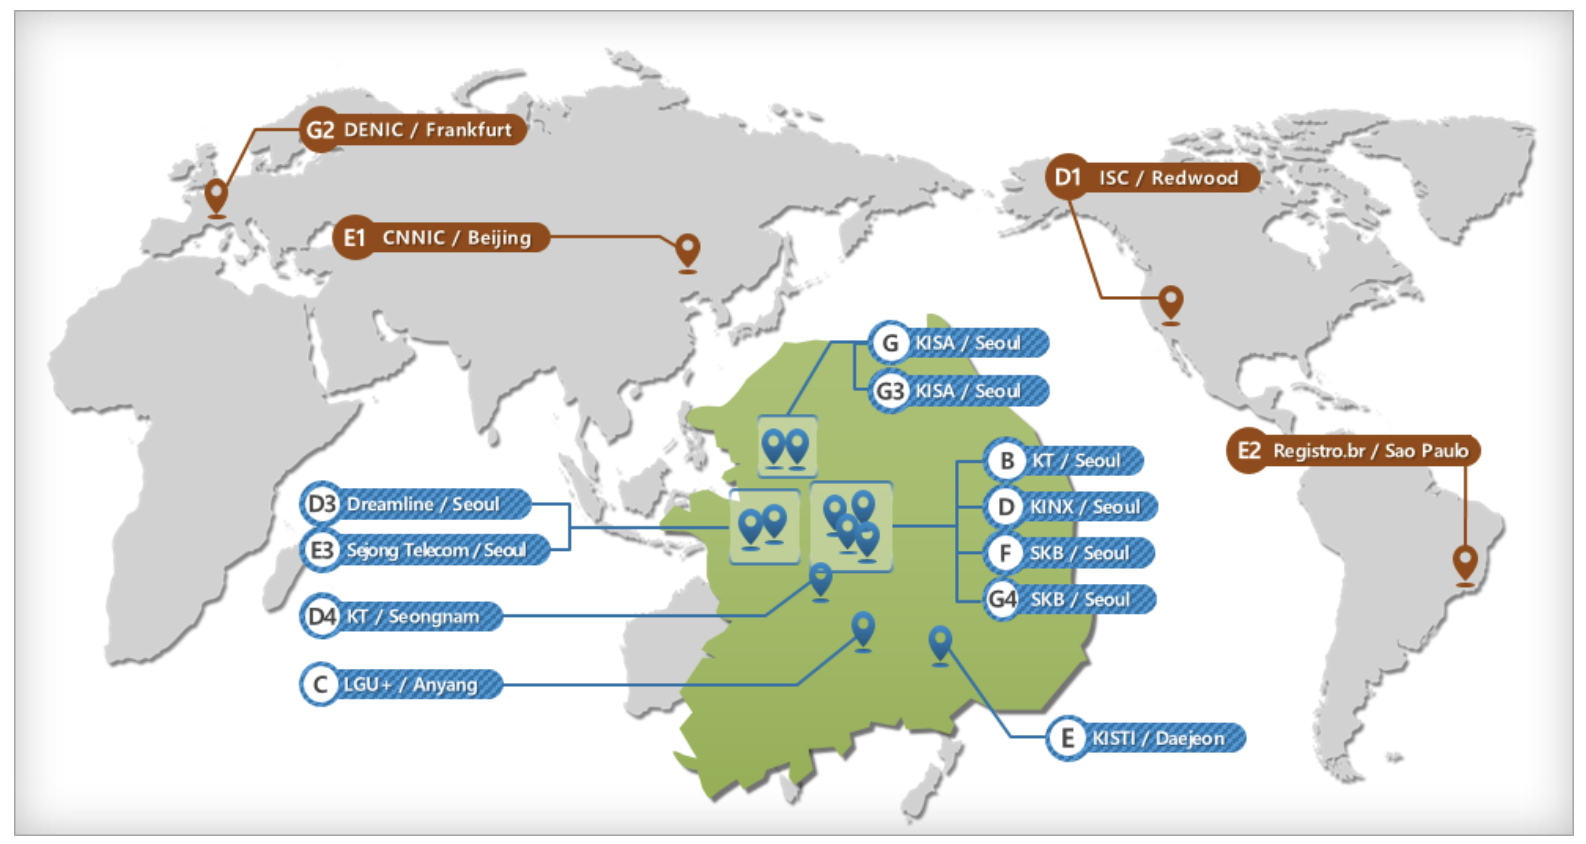 G2 DENIC / Frankfurt
D1 ISC / Redwood
E1 CNNIC / Beijing
G KISA / Seoul
G3 KISA / Seoul
E2 Registro.br / Sao Paulo
B KT / Seoul
D3 Dreamline / Seoul
D KINX / Seoul
E3 Sejong Telecom / Seoul
F SKB / Seoul
G4 SKB / Seoul
D4 KT / Seongnam
C LGU+ / Anyang
E KISTI / Daejeon